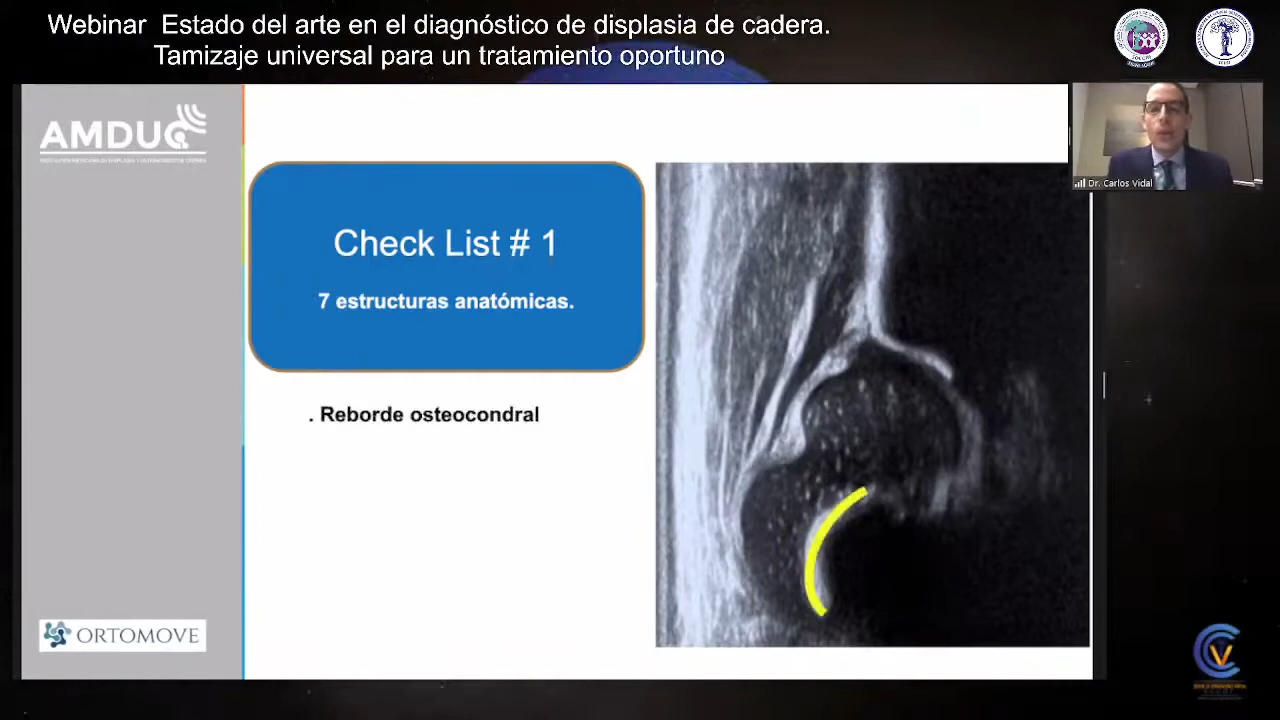 Webinar Estado del arte en el diagnóstico de displasia de cadera.
Tamizaje universal para un tratamiento oportuno
AMDUC
Check List # 1
7 estructuras anatómicas.
. Reborde osteocondral
Dr. Carlos Vidal
ORTOMOVE